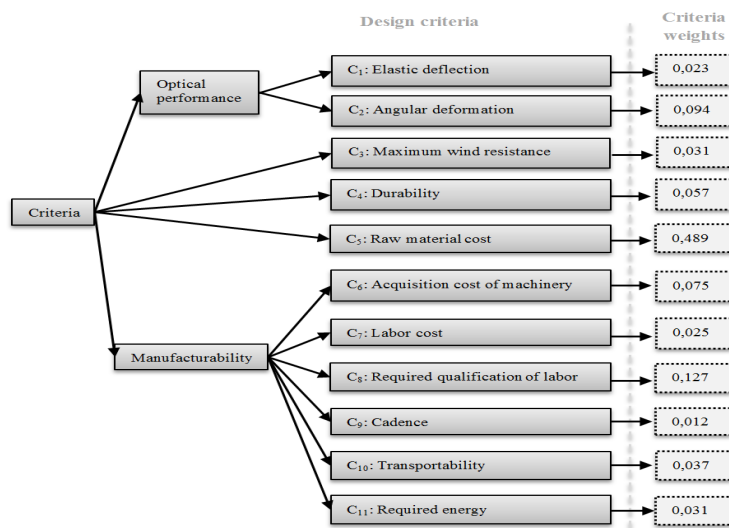 Design criteria
Criteria
weights
Optical
performance
C₁: Elastic deflection
0,023
C₂: Angular deformation
0,094
C₃: Maximum wind resistance
0,031
C₄: Durability
0,057
Criteria
C₅: Raw material cost
0,489
C₆: Acquisition cost of machinery
0,075
Manufacturability
C₇: Labor cost
0,025
C₈: Required qualification of labor
0,127
C₉: Cadence
0,012
C₁₀: Transportability
0,037
C₁₁: Required energy
0,031